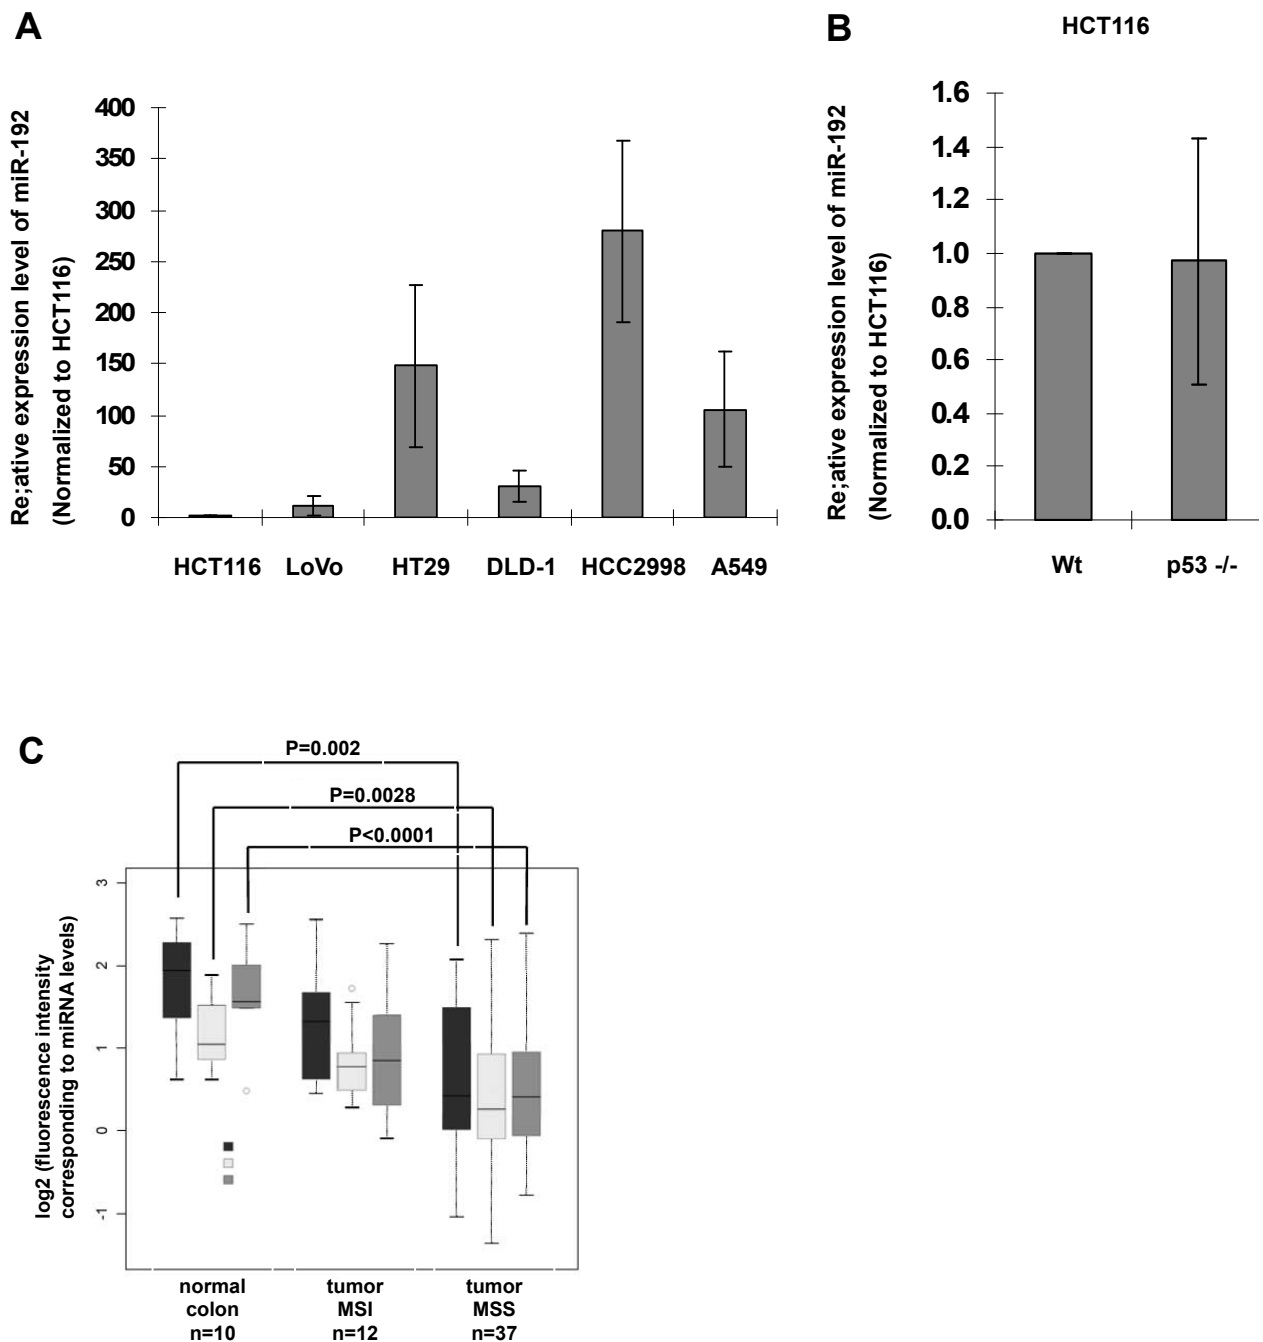 A
Re;ative expression level of miR-192
(Normalized to HCT116)
400
350
300
250
200
150
100
50
0
HCT116 LoVo HT29 DLD-1 HCC2998 A549
B
HCT116
Re;ative expression level of miR-192
(Normalized to HCT116)
1.6
1.4
1.2
1.0
0.8
0.6
0.4
0.2
0.0
Wt p53 -/-
C
P=0.002
P=0.0028
P<0.0001
log2 (fluorescence intensity
corresponding to miRNA levels)
3
2
1
0
-1
normal
colon
n=10
tumor
MSI
n=12
tumor
MSS
n=37